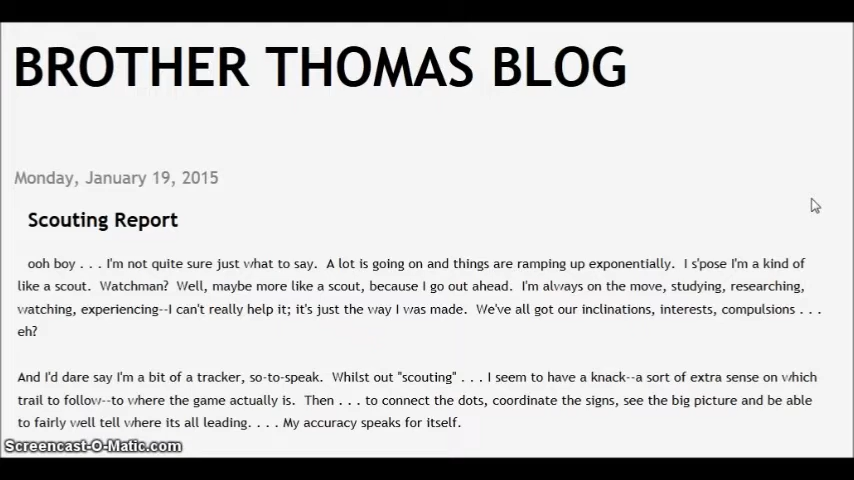 BROTHER THOMAS BLOG
Monday, January 19, 2015
Scouting Report
ooh boy . . . I'm not quite sure just what to say. A lot is going on and things are ramping up exponentially. I s'pose I'm a kind of
like a scout. Watchman? Well, maybe more like a scout, because I go out ahead. I'm always on the move, studying, researching,
watching, experiencing--I can't really help it; it's just the way I was made. We've all got our inclinations, interests, compulsions . . .
eh?
And I'd dare say I'm a bit of a tracker, so-to-speak. Whilst out "scouting" . . . I seem to have a knack--a sort of extra sense on which
trail to follow--to where the game actually is. Then . . . to connect the dots, coordinate the signs, see the big picture and be able
to fairly well tell where its all leading. . . . My accuracy speaks for itself.
Screencast-O-Matic.com